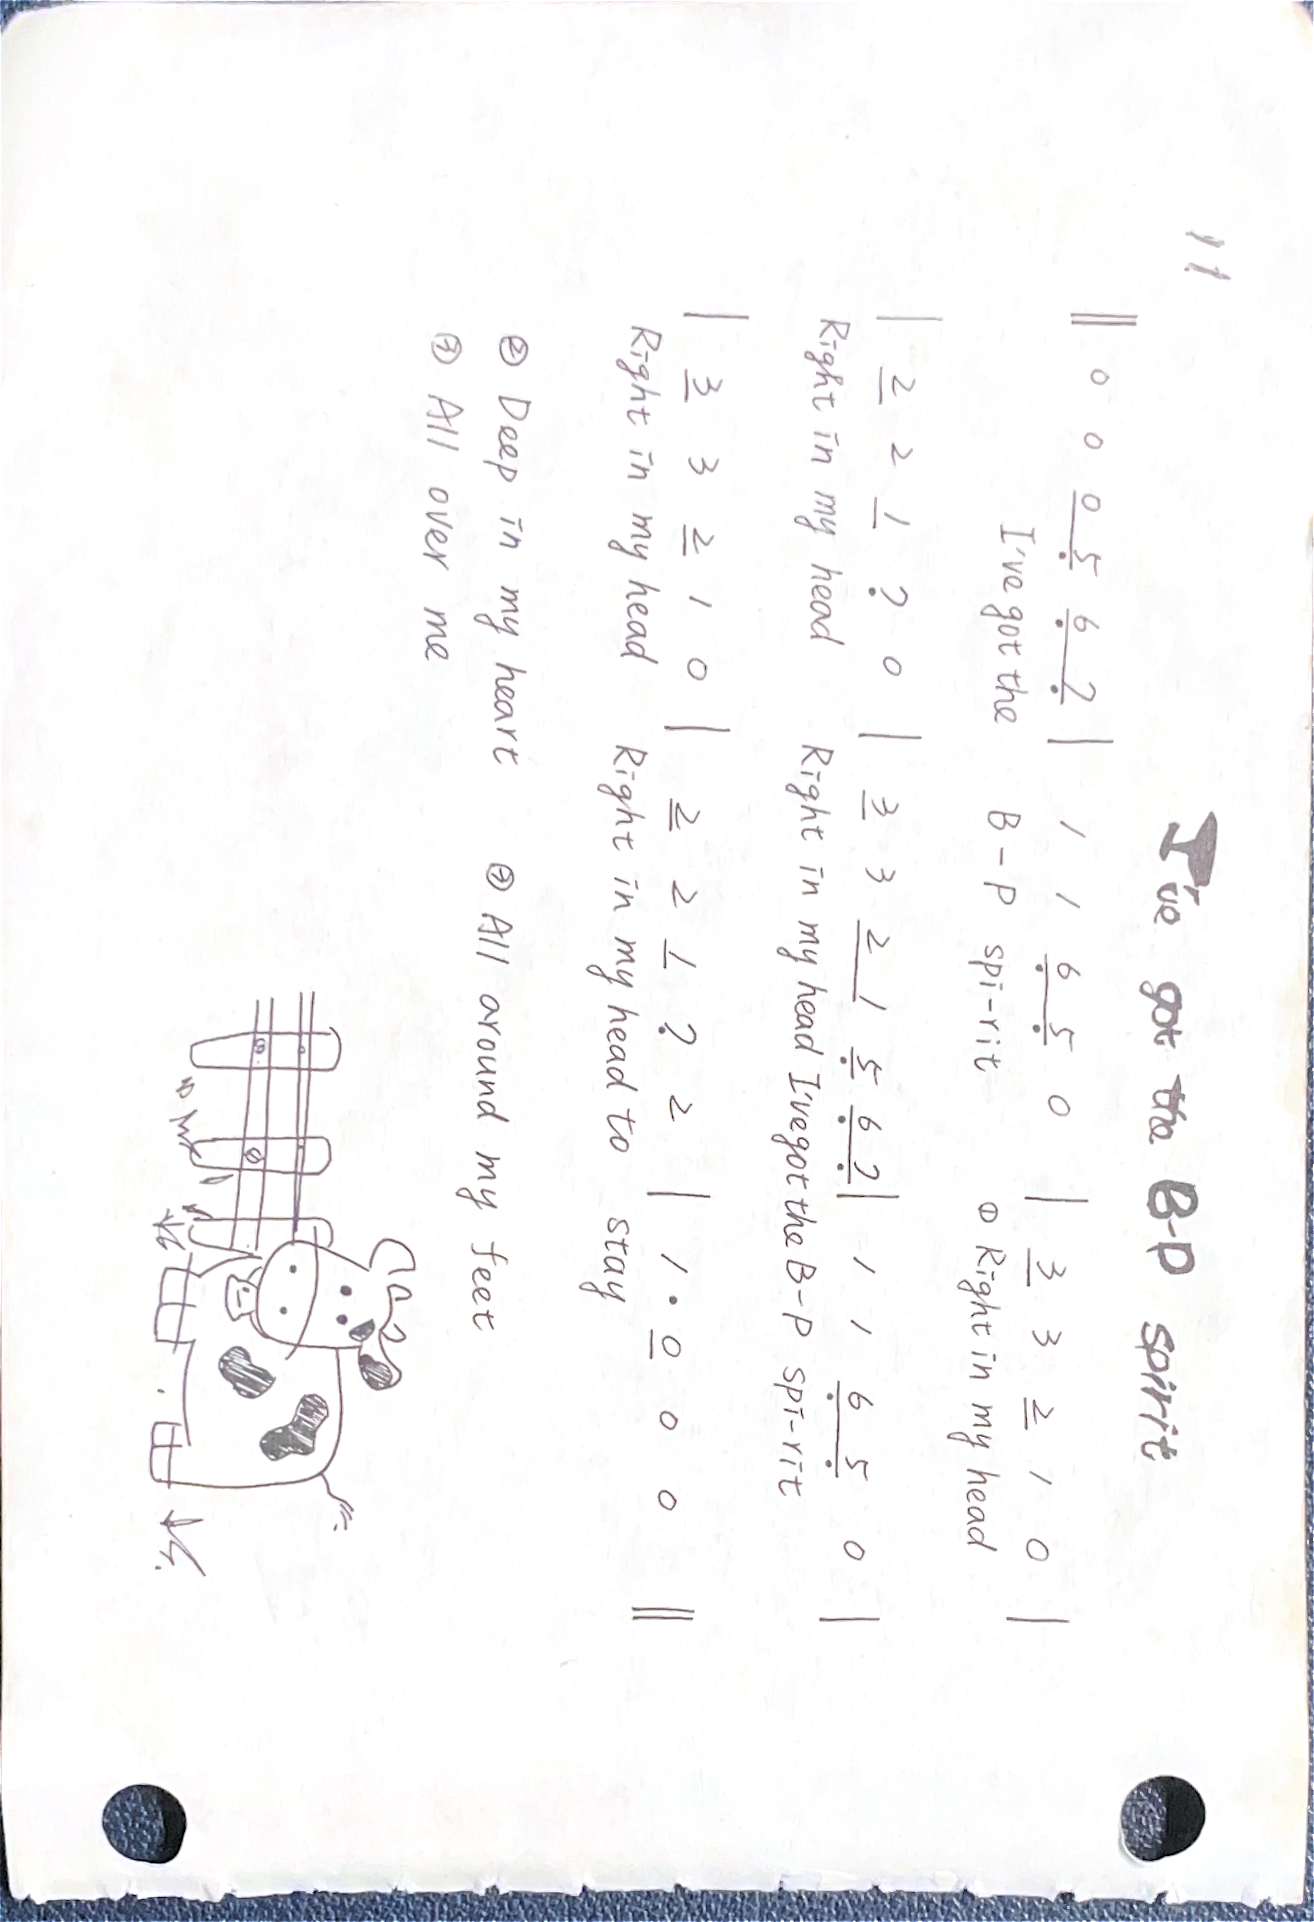 11
I've got the B-P spirit
‖ 0 0 0 5 6 7 | 1 1 6 5 0 | 3 3 2 1 0 |
I've got the B-P spi-rit ① Right in my head
| 2 2 1 7 0 | 3 3 2 1 5 6 7 | 1 1 6 5 0 |
Right in my head Right in my head I've got the B-P spi-rit
| 3 3 2 1 0 | 2 2 1 7 2 | 1 • 0 0 0 ‖
Right in my head Right in my head to stay
② Deep in my heart ③ All around my feet
④ All over me